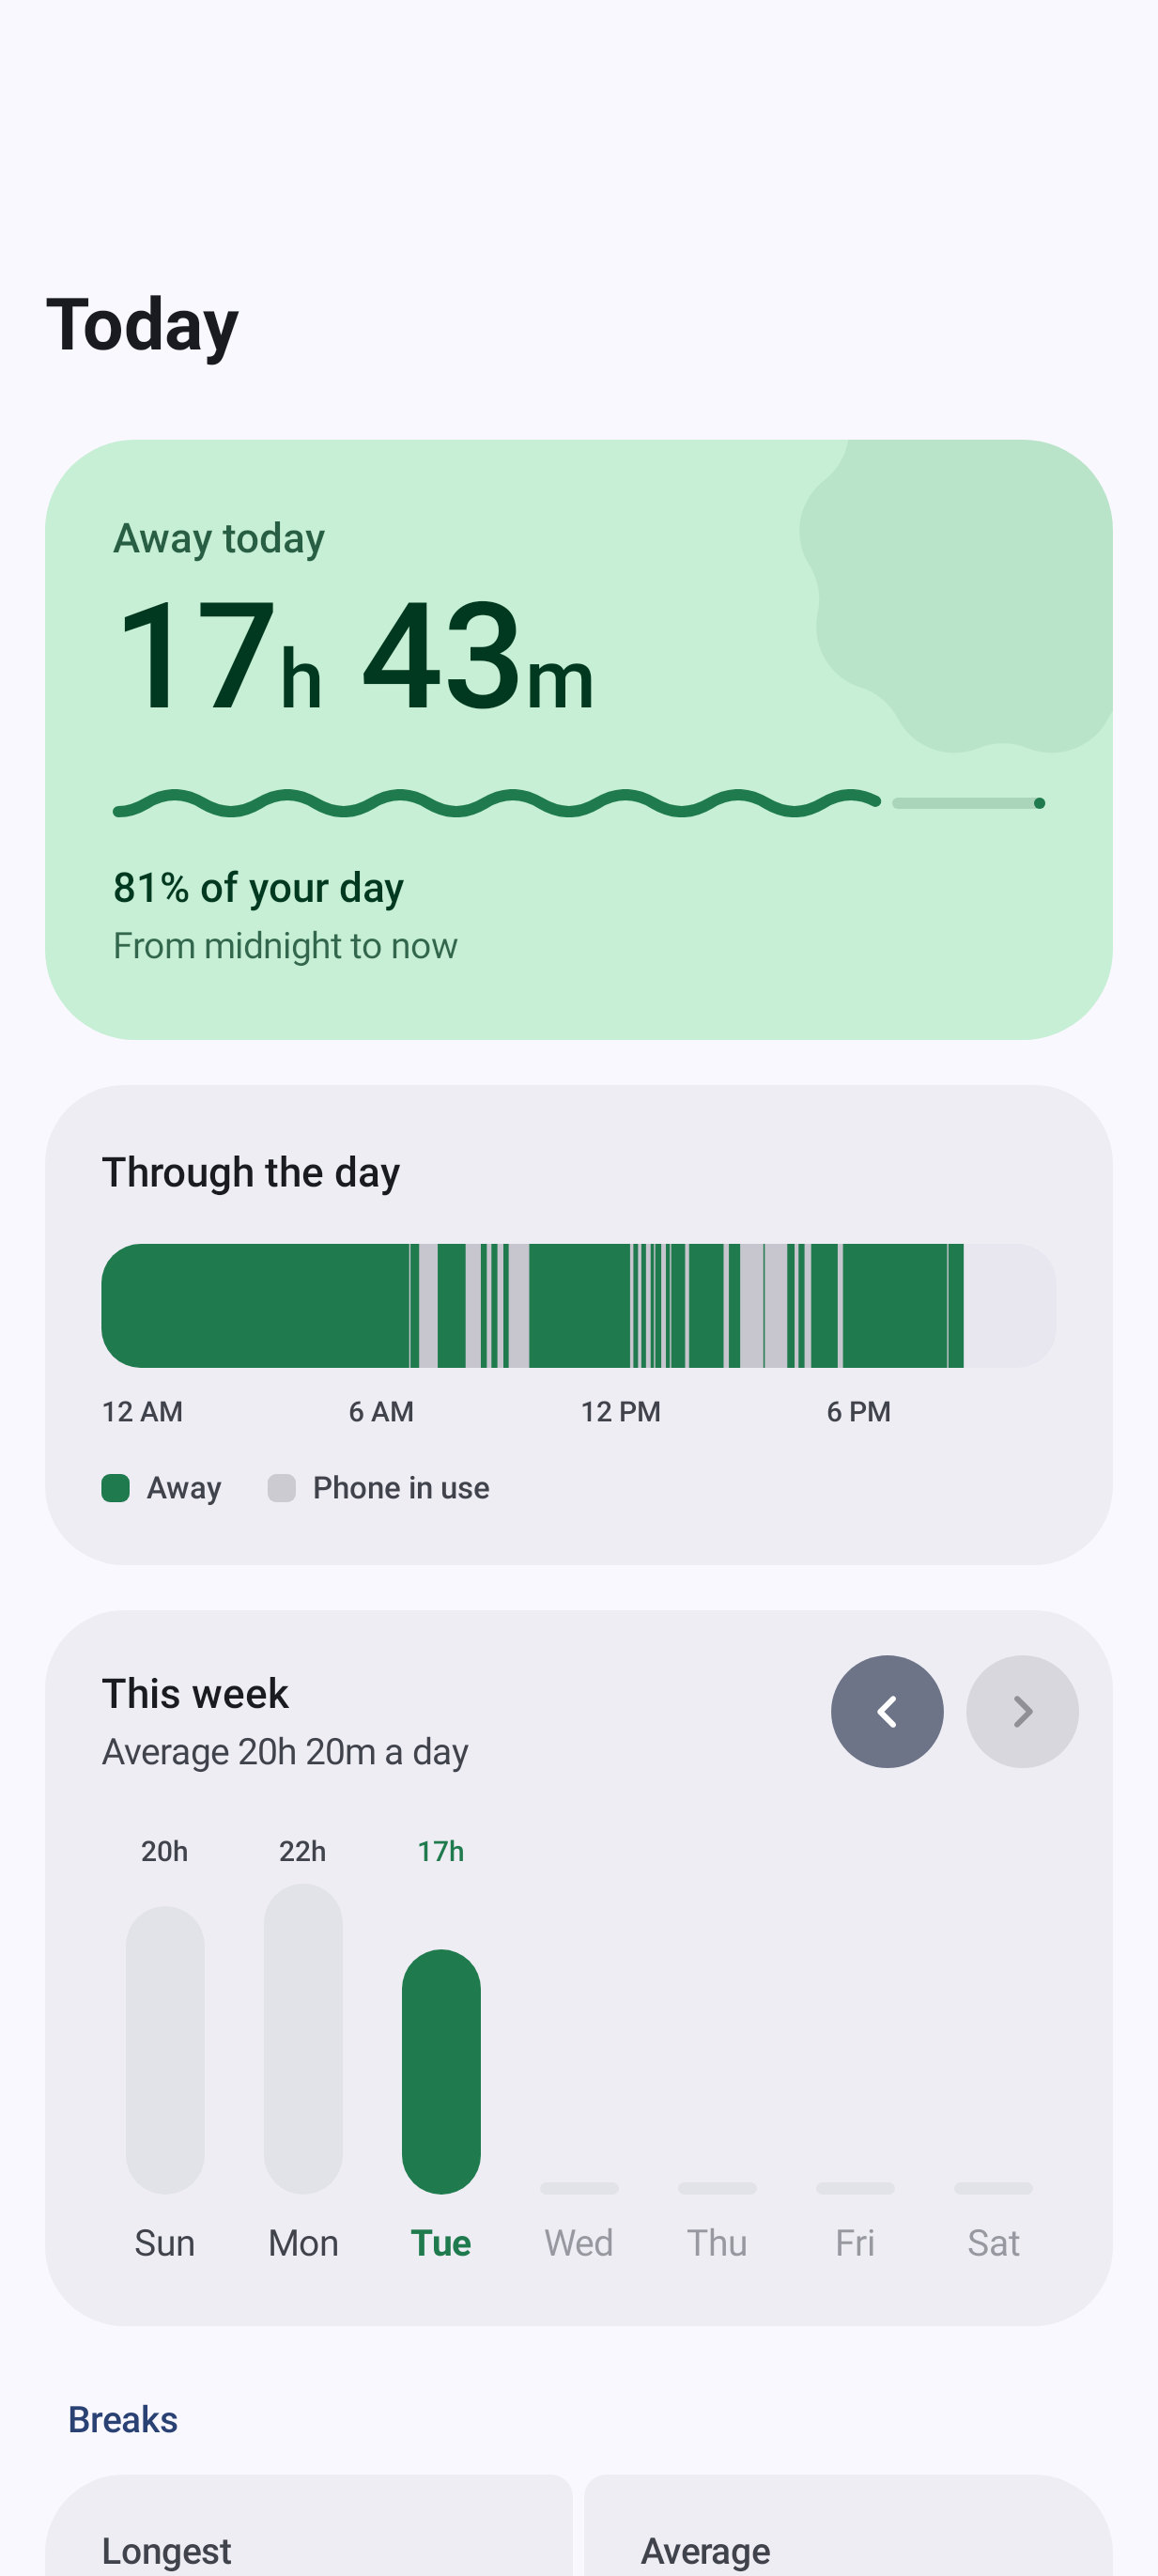 Today
Away today
17h 43m
81% of your day
From midnight to now
Through the day
12 AM 6 AM 12 PM 6 PM
Away Phone in use
This week
Average 20h 20m a day
20h 22h 17h
Sun Mon Tue Wed Thu Fri Sat
Breaks
Longest Average